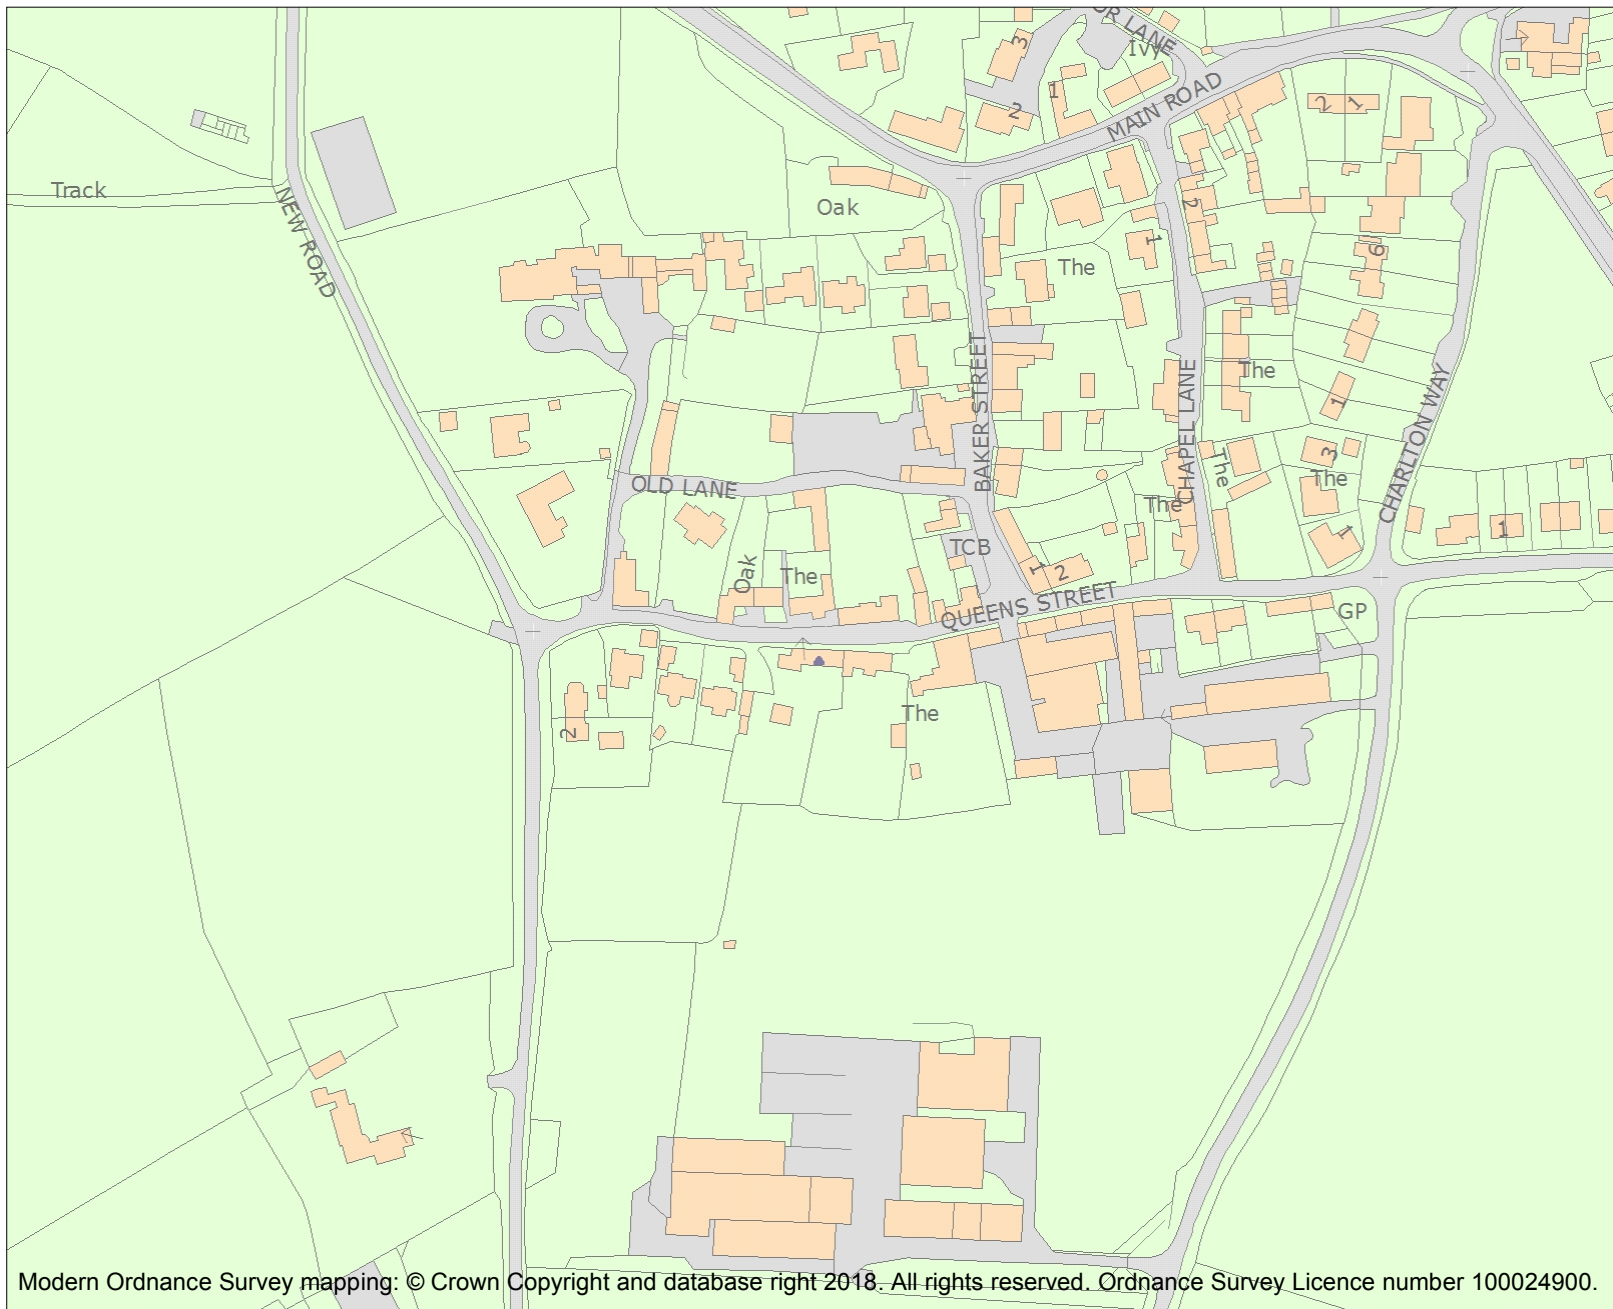 OR LANE
Ivy
3
1
2
MAIN ROAD
2
1
Track
NEW ROAD
Oak
2
1
The
6
BAKER STREET
CHAPEL LANE
The
1
CHARLTON WAY
3
The
The
The
1
1
OLD LANE
TCB
Oak
The
1
2
QUEENS STREET
GP
The
2
Modern Ordnance Survey mapping: © Crown Copyright and database right 2018. All rights reserved. Ordnance Survey Licence number 100024900.